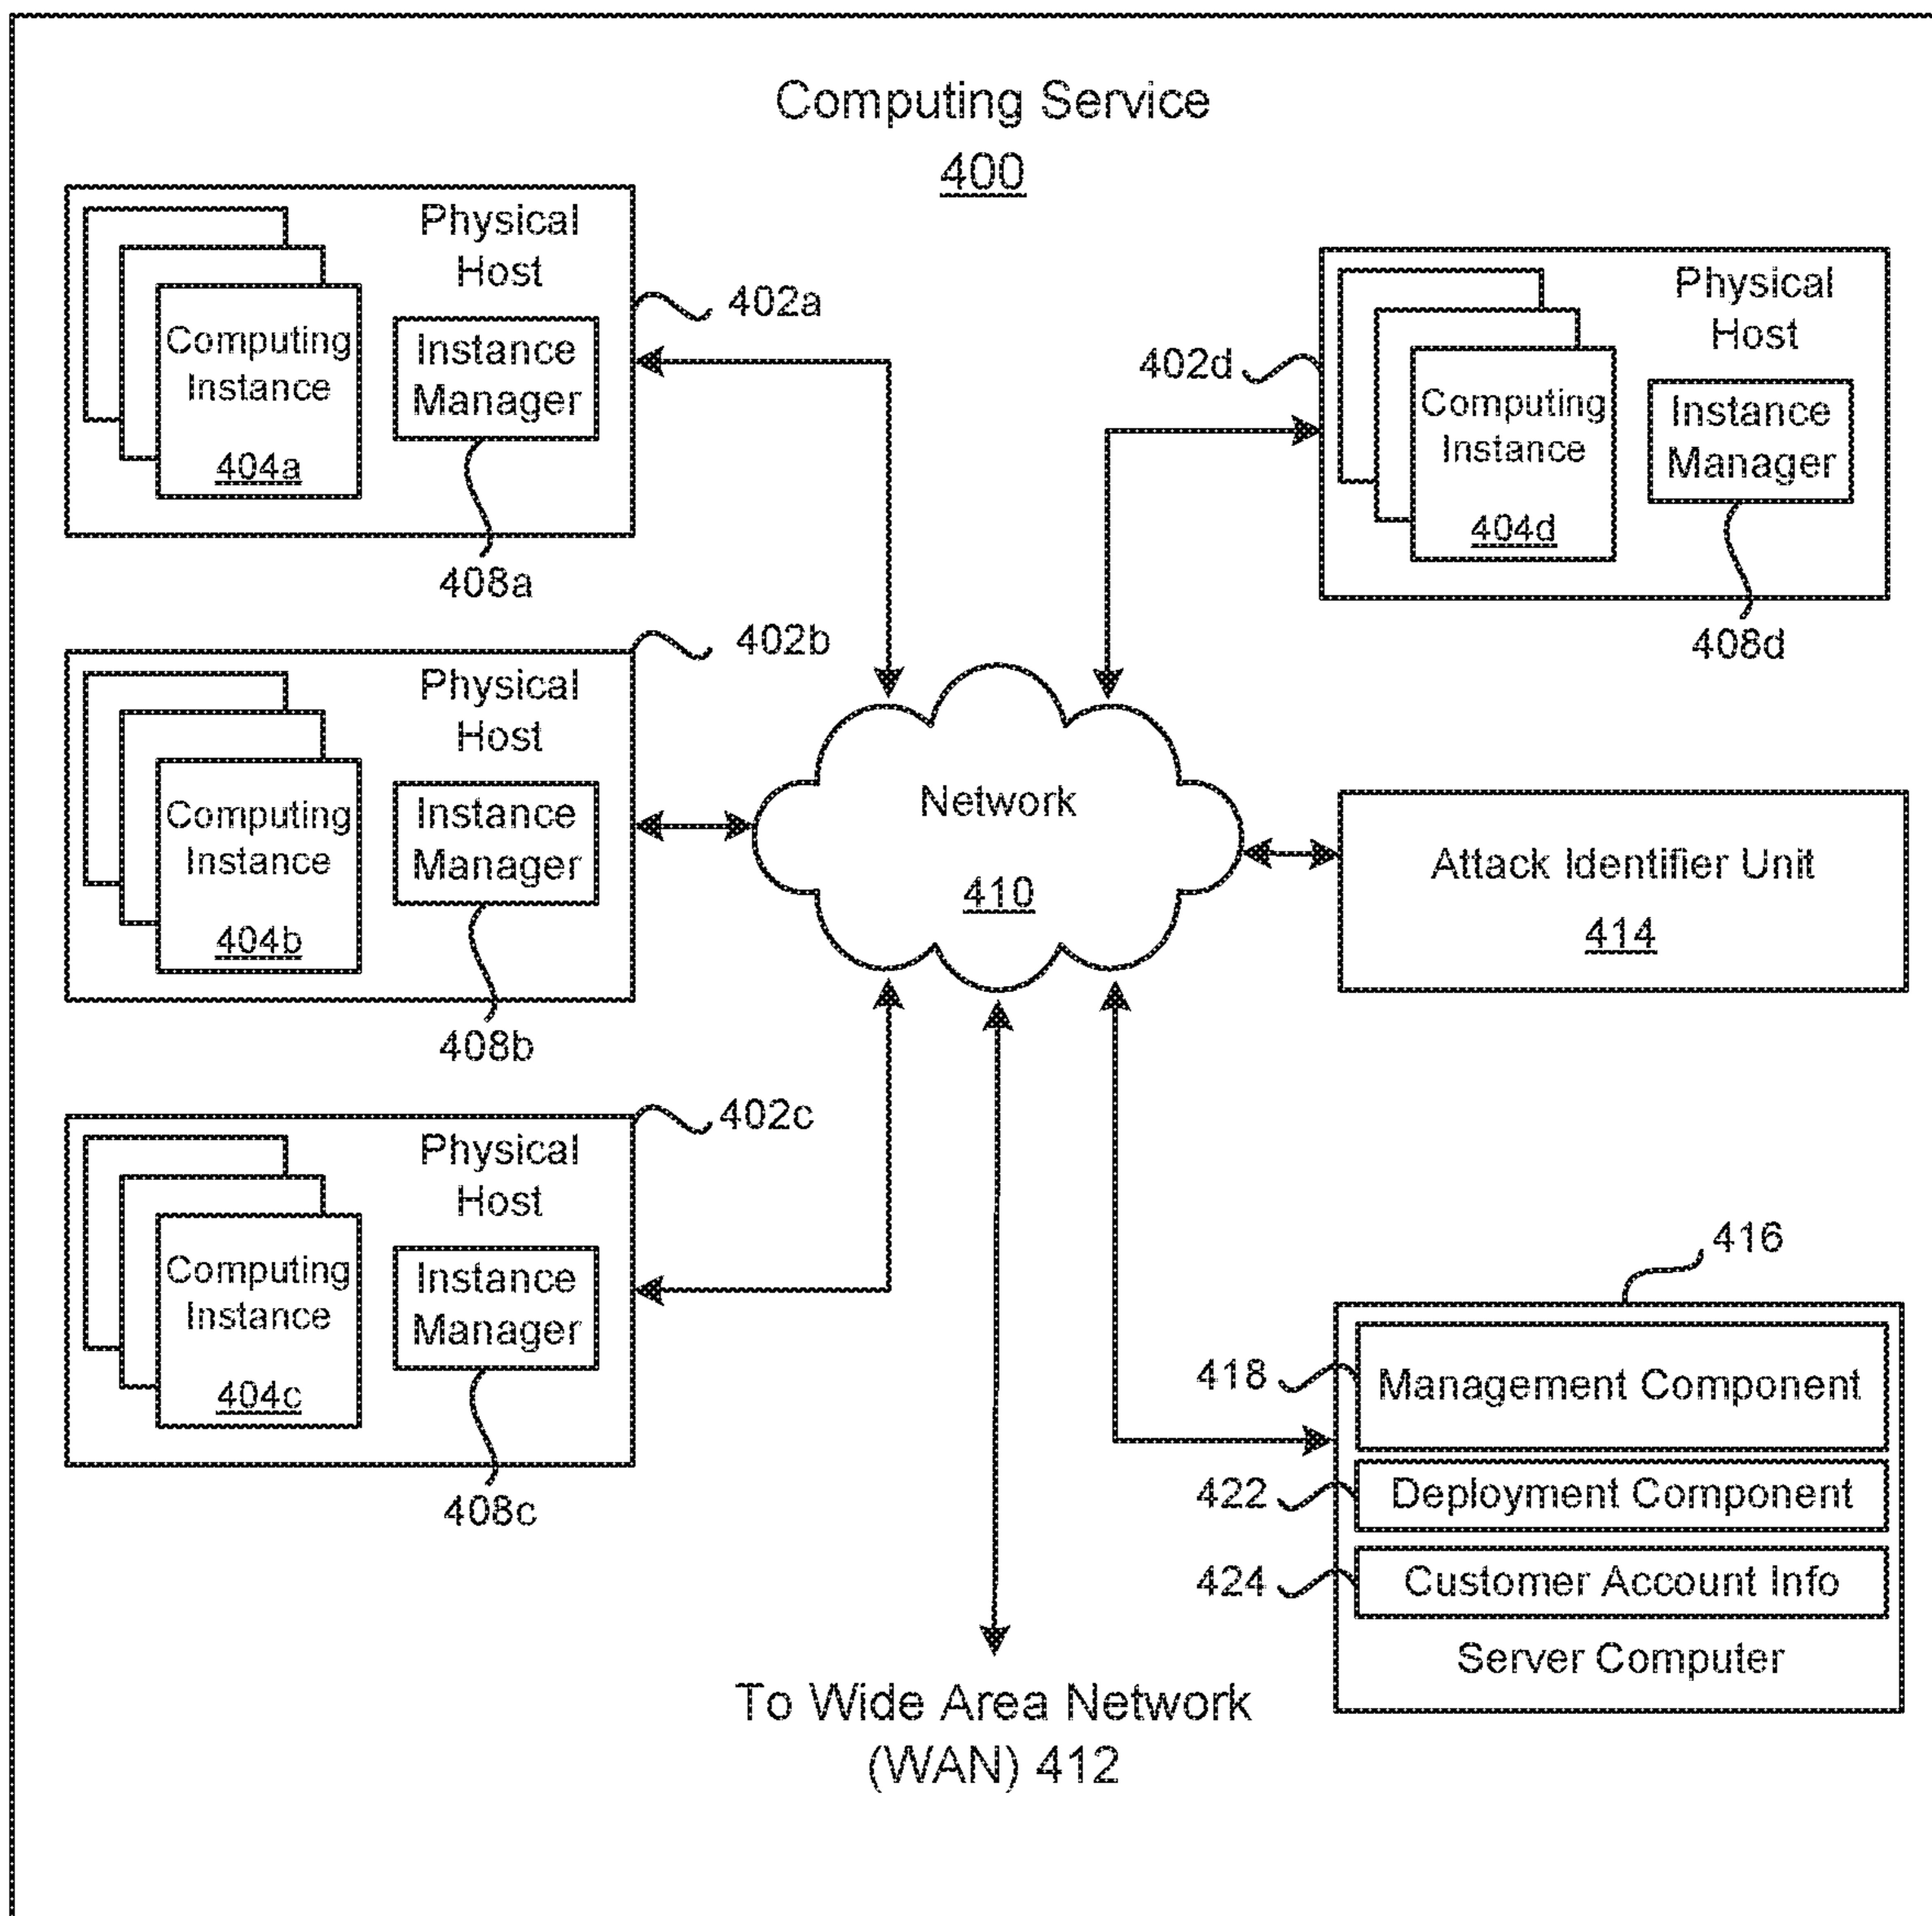 Computing Service
400
Physical
Host
402a
Computing
Instance
404a
Instance
Manager
408a
Physical
Host
402d
Computing
Instance
404d
Instance
Manager
408d
402b
Physical
Host
Computing
Instance
404b
Instance
Manager
408b
Network
410
Attack Identifier Unit
414
402c
Physical
Host
Computing
Instance
404c
Instance
Manager
408c
416
418
Management Component
422
Deployment Component
424
Customer Account Info
Server Computer
To Wide Area Network
(WAN) 412